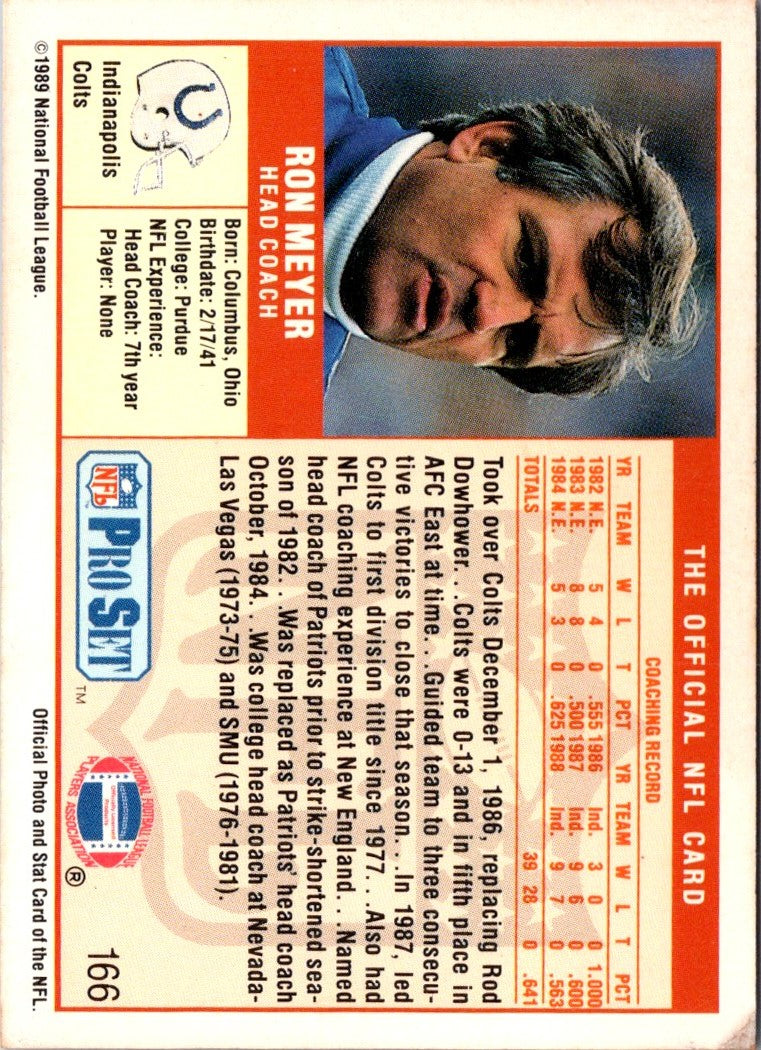 THE OFFICIAL NFL CARD
COACHING RECORD
YR TEAM W L T PCT YR TEAM W L T PCT
1982 N.E. 5 4 0 .555 1986 Ind. 3 0 0 1.000
1983 N.E. 8 8 0 .500 1987 Ind. 9 6 0 .600
1984 N.E. 5 3 0 .625 1988 Ind. 9 7 0 .563
TOTALS 39 28 0 .641
RON MEYER
HEAD COACH
Took over Colts December 1, 1986, replacing Rod
Dowhower. . .Colts were 0-13 and in fifth place in
AFC East at time. . .Guided team to three consecu-
tive victories to close that season. . .In 1987, led
Colts to first division title since 1977. . .Also had
NFL coaching experience at New England. . .Named
head coach of Patriots prior to strike-shortened sea-
son of 1982. . .Was replaced as Patriots' head coach
October, 1984. . .Was college head coach at Nevada-
Las Vegas (1973-75) and SMU (1976-1981).
Indianapolis
Colts
Born: Columbus, Ohio
Birthdate: 2/17/41
College: Purdue
NFL Experience:
Head Coach: 7th year
Player: None
NFL PRO SET TM
NATIONAL FOOTBALL LEAGUE
PLAYERS ASSOCIATION
Officially Licensed
Product
®
166
©1989 National Football League.
Official Photo and Stat Card of the NFL.